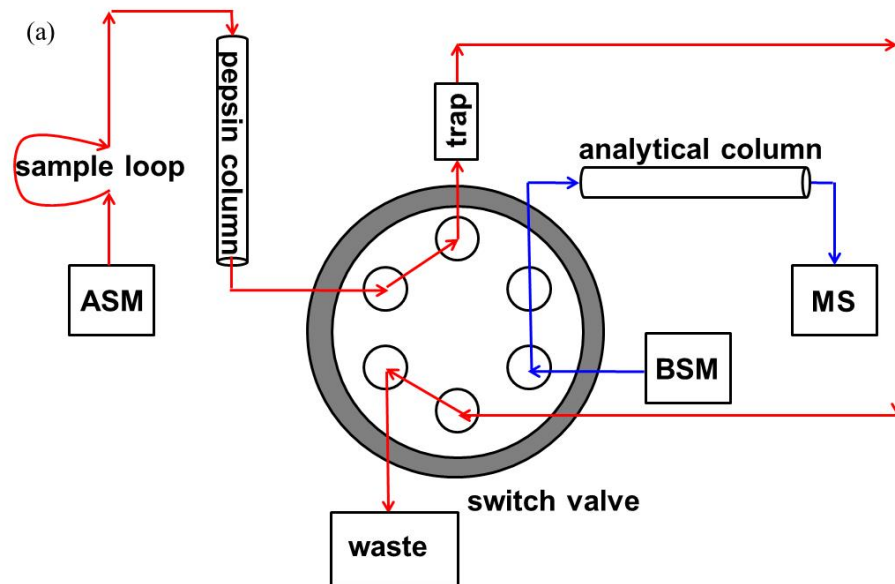 (a)
pepsin column
trap
sample loop
analytical column
ASM
MS
BSM
switch valve
waste